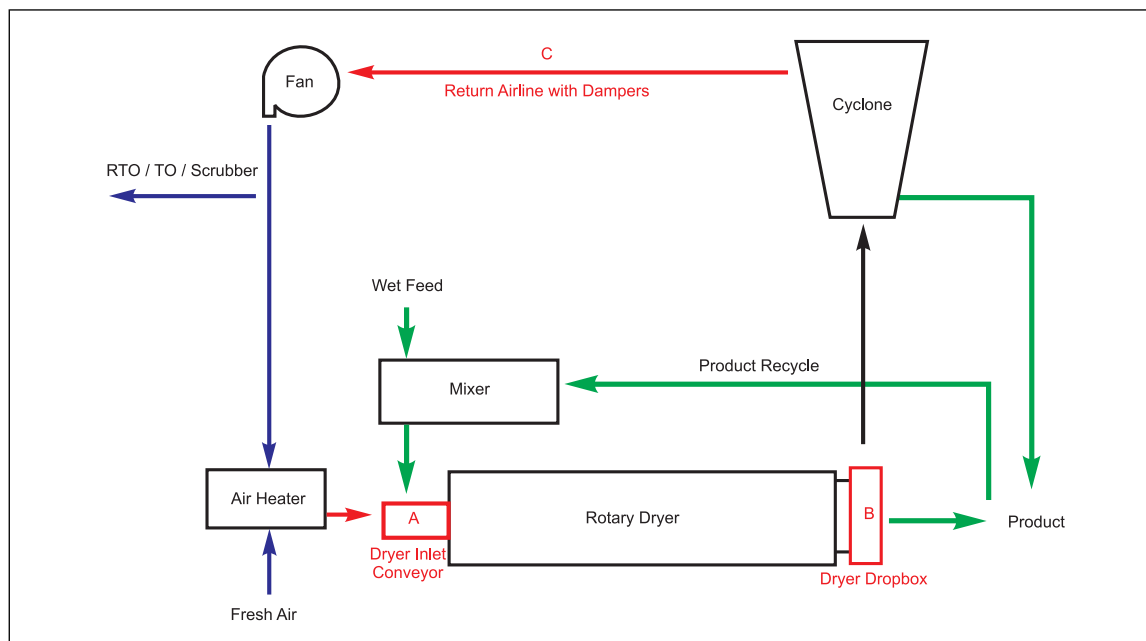 C
Fan
Return Airline with Dampers
Cyclone
RTO / TO / Scrubber
Wet Feed
Product Recycle
Mixer
Air Heater
A
Rotary Dryer
B
Product
Dryer Inlet
Conveyor
Dryer Dropbox
Fresh Air